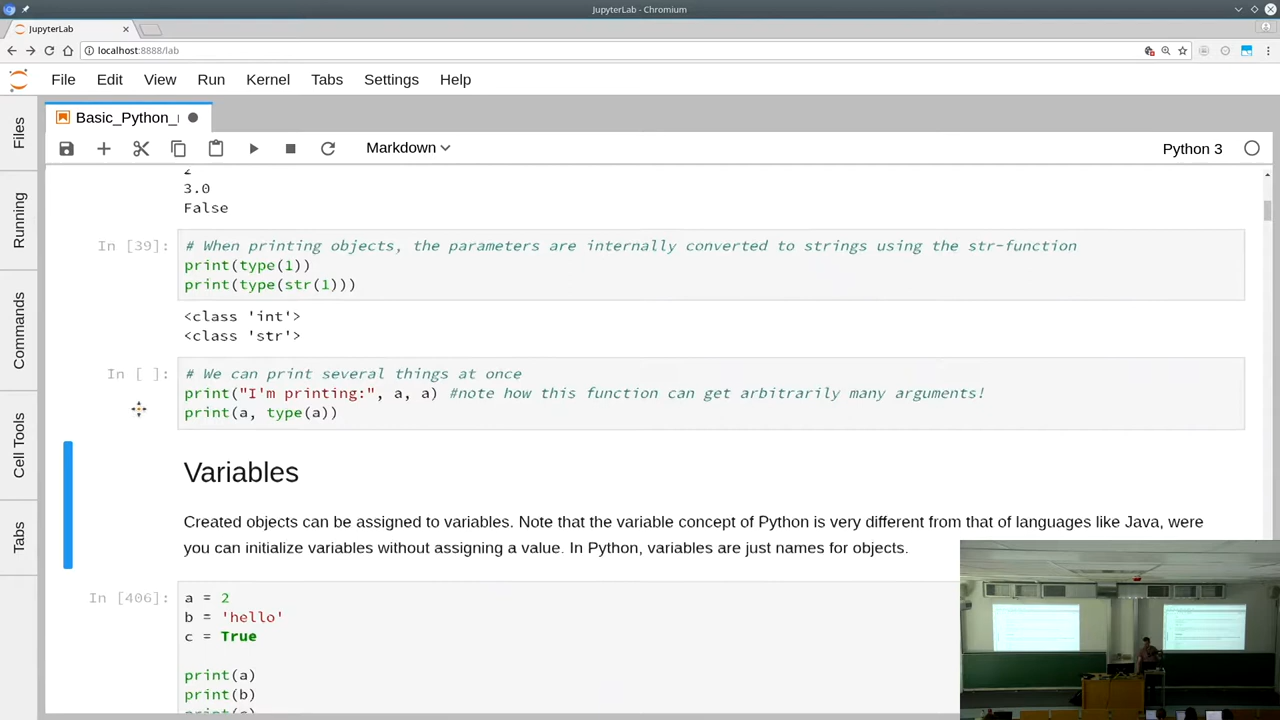 JupyterLab - Chromium
JupyterLab
localhost:8888/lab
File Edit View Run Kernel Tabs Settings Help
Files
Running
Commands
Cell Tools
Tabs
Basic_Python_
Markdown
Python 3
2
3.0
False
In [39]:
# When printing objects, the parameters are internally converted to strings using the str-function
print(type(1))
print(type(str(1)))
<class 'int'>
<class 'str'>
In [ ]:
# We can print several things at once
print("I'm printing:", a, a) #note how this function can get arbitrarily many arguments!
print(a, type(a))
Variables
Created objects can be assigned to variables. Note that the variable concept of Python is very different from that of languages like Java, were
you can initialize variables without assigning a value. In Python, variables are just names for objects.
In [406]:
a = 2
b = 'hello'
c = True
print(a)
print(b)